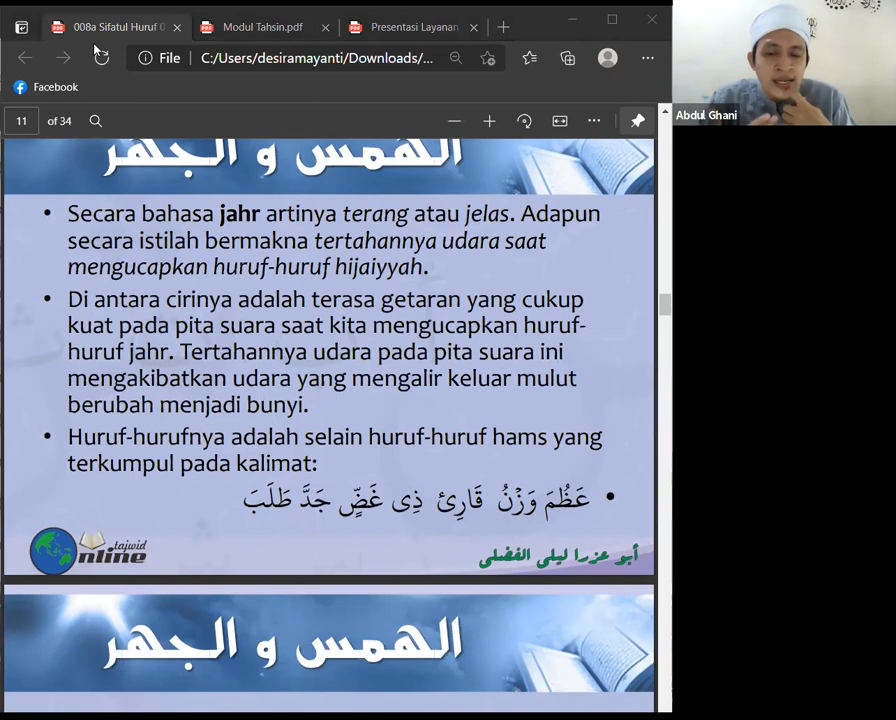 008a Sifatul Huruf
Modul Tahsin.pdf
Presentasi Layanan
File
C:/Users/desiramayanti/Downloads/...
Facebook
11 of 34
Abdul Ghani
الهمس و الجهر
• Secara bahasa jahr artinya terang atau jelas. Adapun
secara istilah bermakna tertahannya udara saat
mengucapkan huruf-huruf hijaiyyah.
• Di antara cirinya adalah terasa getaran yang cukup
kuat pada pita suara saat kita mengucapkan huruf-
huruf jahr. Tertahannya udara pada pita suara ini
mengakibatkan udara yang mengalir keluar mulut
berubah menjadi bunyi.
• Huruf-hurufnya adalah selain huruf-huruf hams yang
terkumpul pada kalimat:
• عَظُمَ وَزْنُ قَارِئ ذِى غَضٍّ جَدَّ طَلَبَ
tajwid
nline
أبو عزرا ليلى الفضلى
الهمس و الجهر